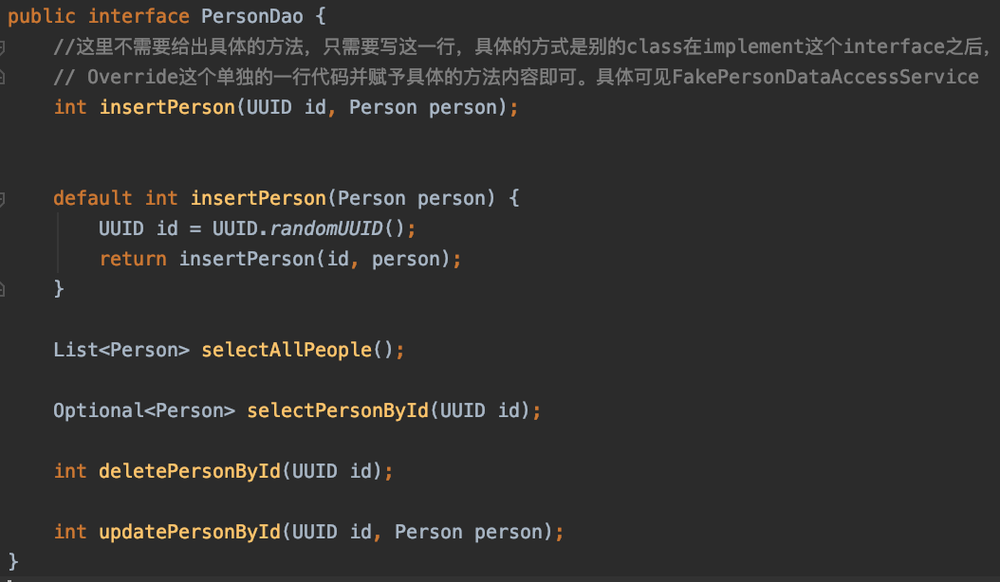 public interface PersonDao {
//这里不需要给出具体的方法，只需要写这一行，具体的方式是别的class在implement这个interface之后，
// Override这个单独的一行代码并赋予具体的方法内容即可。具体可见FakePersonDataAccessService
int insertPerson(UUID id, Person person);
default int insertPerson(Person person) {
UUID id = UUID.randomUUID();
return insertPerson(id, person);
}
List<Person> selectAllPeople();
Optional<Person> selectPersonById(UUID id);
int deletePersonById(UUID id);
int updatePersonById(UUID id, Person person);
}